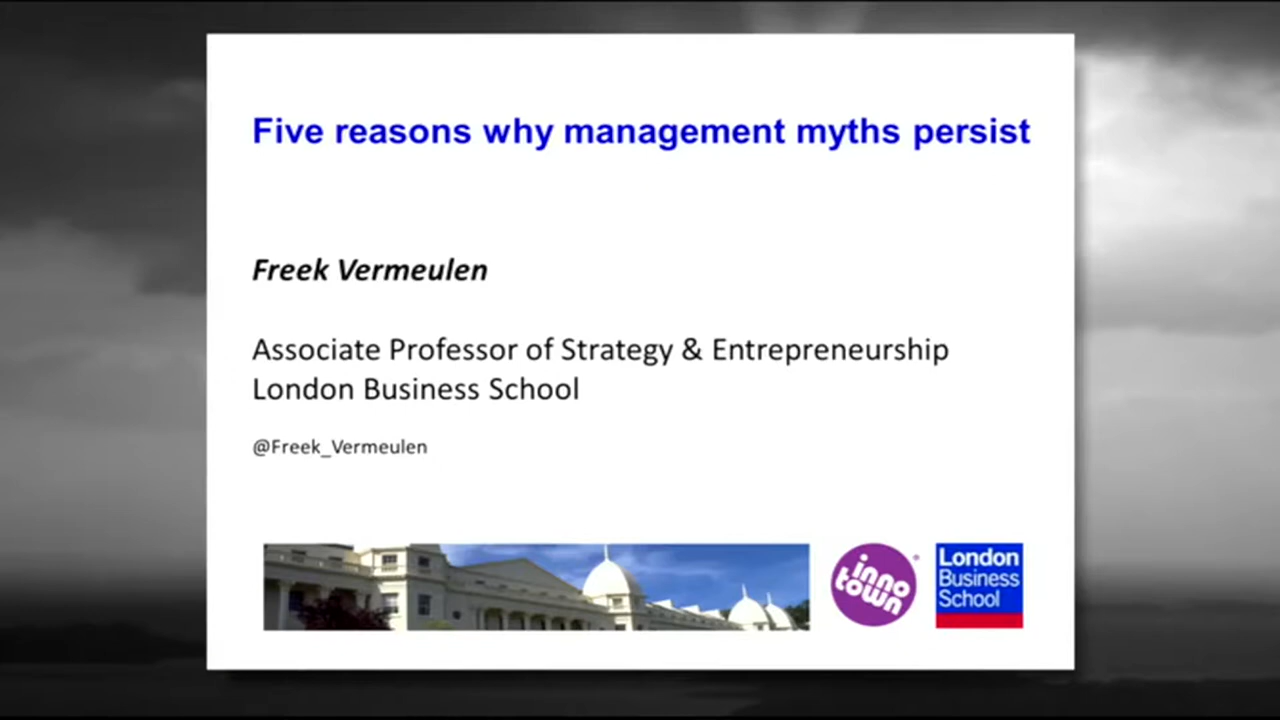 Five reasons why management myths persist
Freek Vermeulen
Associate Professor of Strategy & Entrepreneurship
London Business School
@Freek_Vermeulen
inno
town
London
Business
School